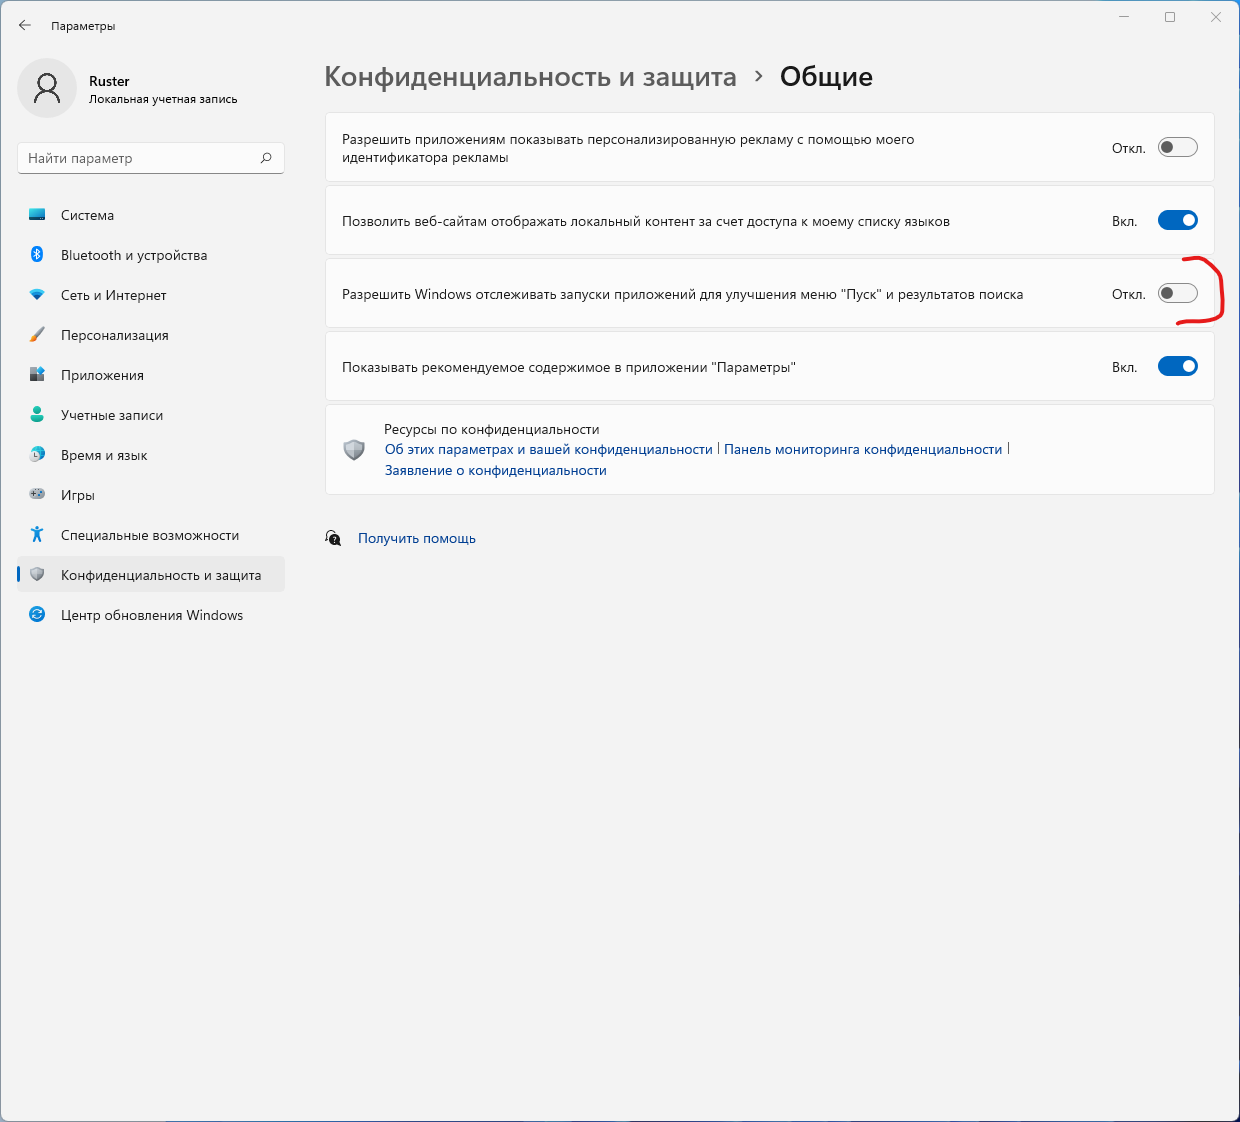 Параметры
Ruster
Локальная учетная запись
Найти параметр
Система
Bluetooth и устройства
Сеть и Интернет
Персонализация
Приложения
Учетные записи
Время и язык
Игры
Специальные возможности
Конфиденциальность и защита
Центр обновления Windows
Конфиденциальность и защита › Общие
Разрешить приложениям показывать персонализированную рекламу с помощью моего
идентификатора рекламы
Откл.
Позволить веб-сайтам отображать локальный контент за счет доступа к моему списку языков
Вкл.
Разрешить Windows отслеживать запуски приложений для улучшения меню "Пуск" и результатов поиска
Откл.
Показывать рекомендуемое содержимое в приложении "Параметры"
Вкл.
Ресурсы по конфиденциальности
Об этих параметрах и вашей конфиденциальности | Панель мониторинга конфиденциальности |
Заявление о конфиденциальности
Получить помощь